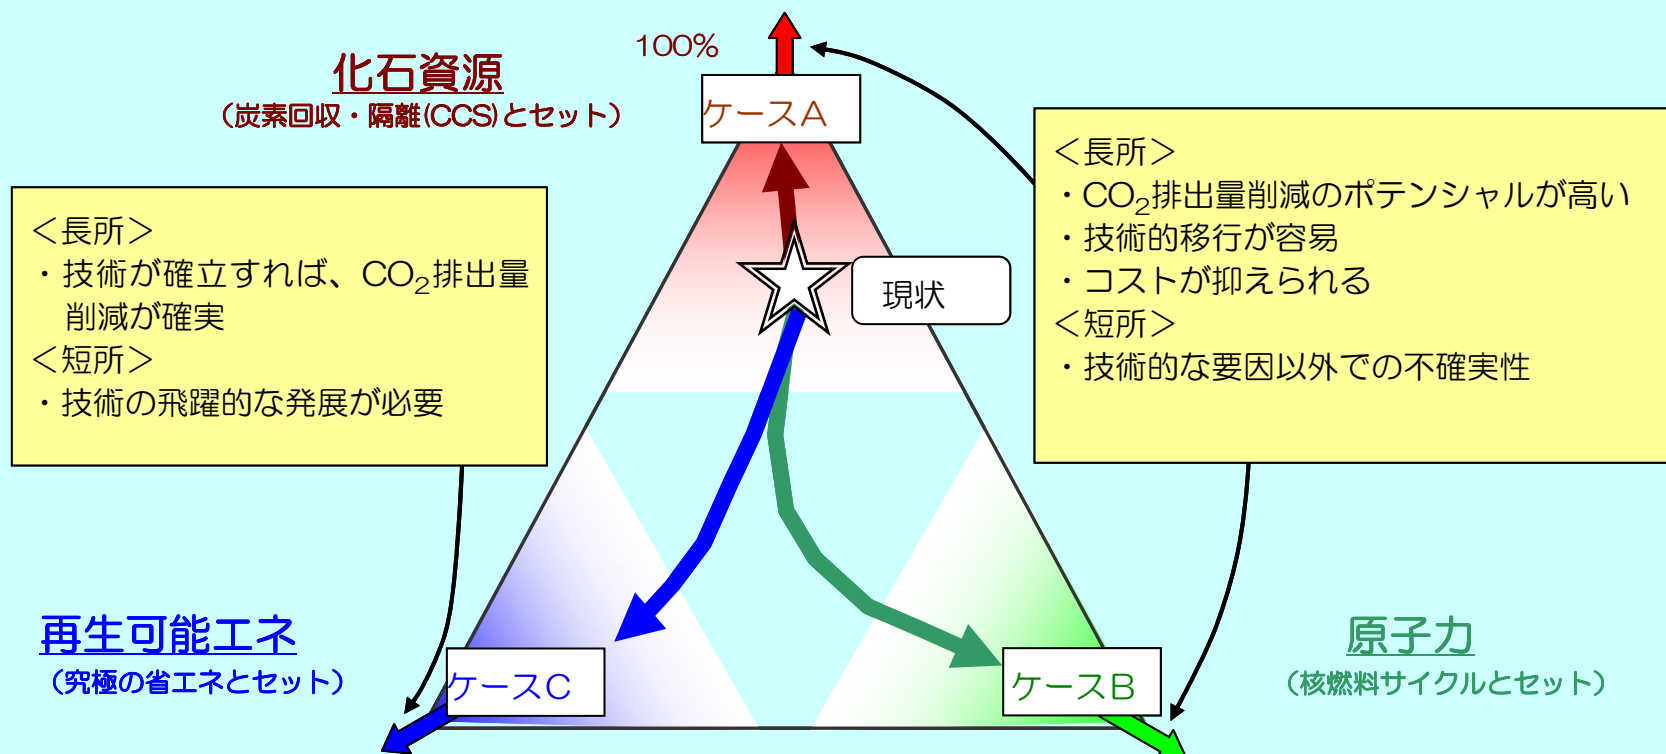 100%
化石資源
（炭素回収・隔離(CCS)とセット）
ケースA
＜長所＞
・技術が確立すれば、CO₂排出量
削減が確実
＜短所＞
・技術の飛躍的な発展が必要
＜長所＞
・CO₂排出量削減のポテンシャルが高い
・技術的移行が容易
・コストが抑えられる
＜短所＞
・技術的な要因以外での不確実性
現状
再生可能エネ
（究極の省エネとセット）
ケースC
ケースB
原子力
（核燃料サイクルとセット）